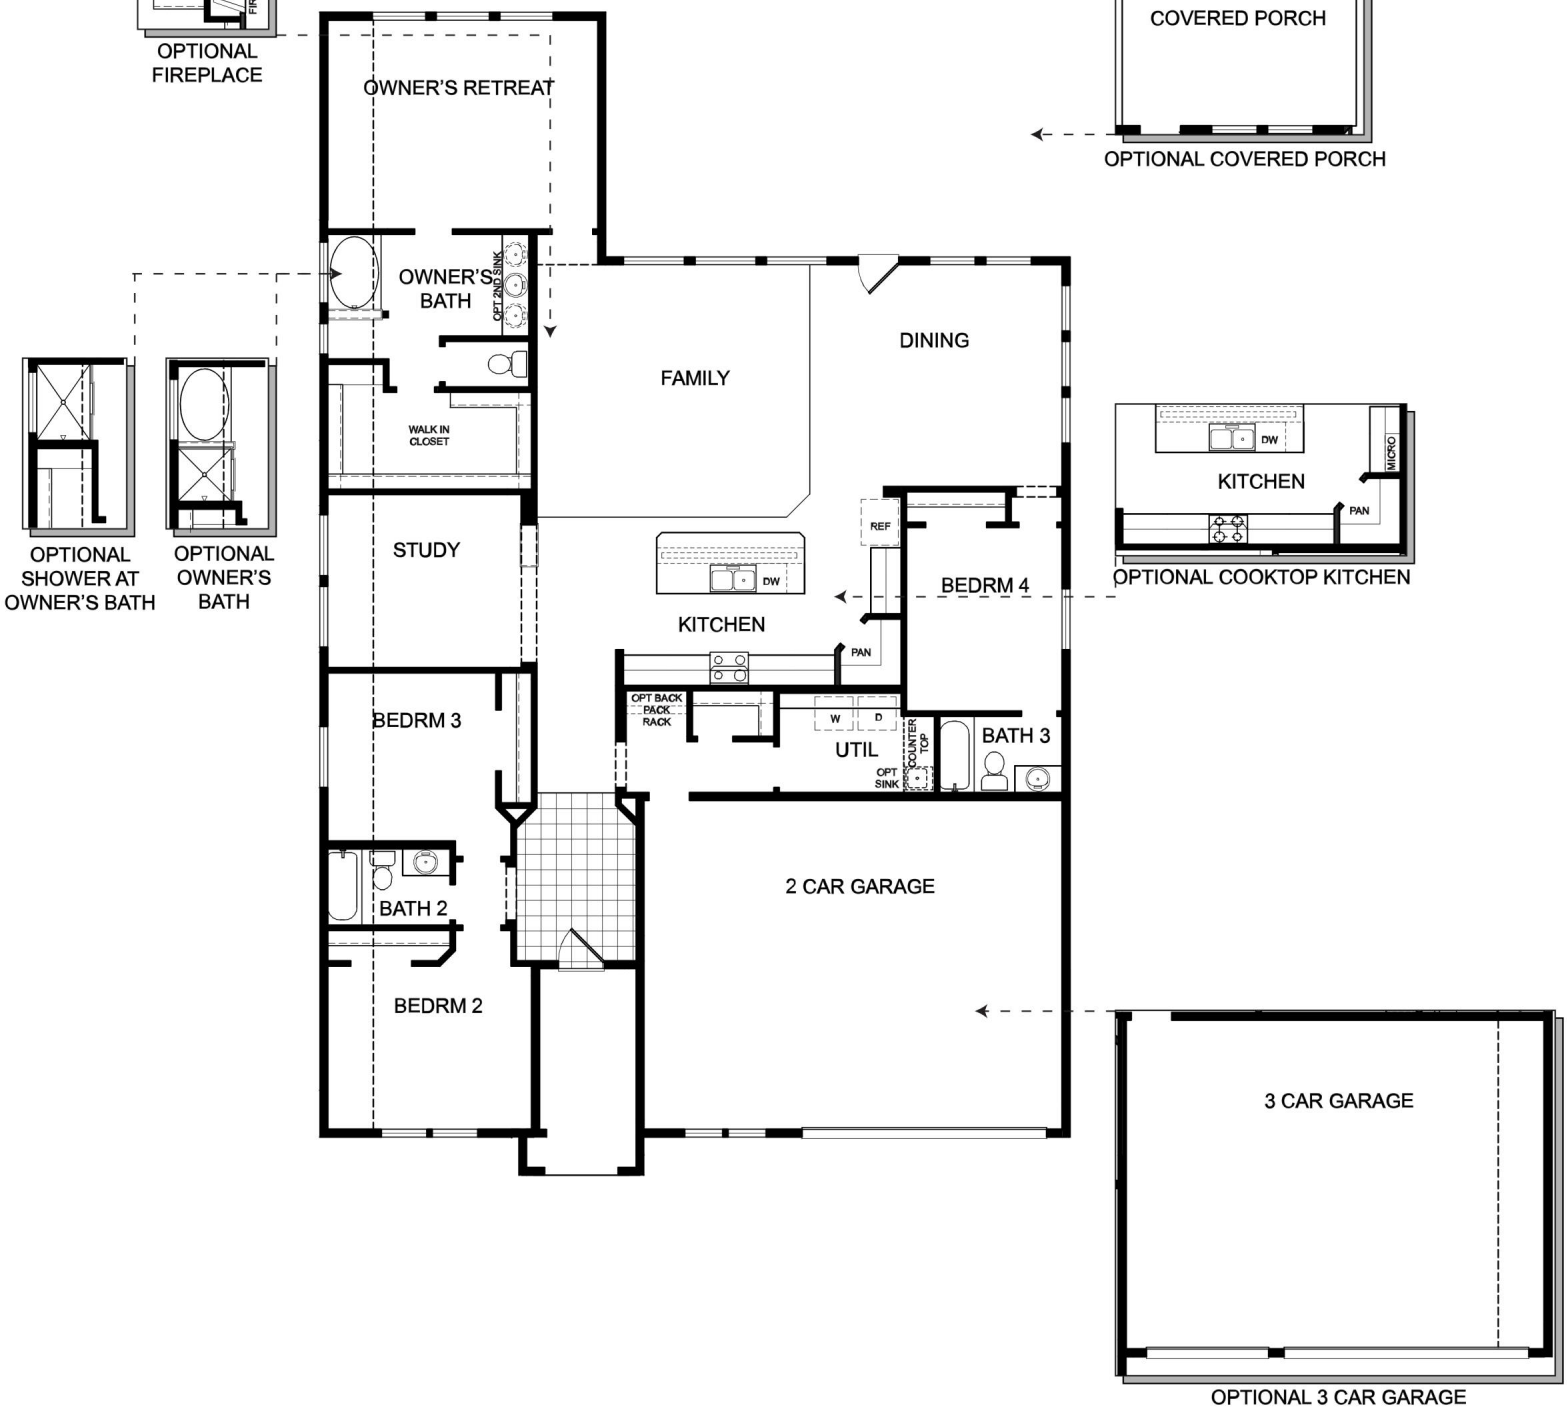 FIR
OPTIONAL
FIREPLACE
COVERED PORCH
OPTIONAL COVERED PORCH
OWNER'S RETREAT
OWNER'S
BATH
OPT 2ND SINK
DINING
FAMILY
WALK IN
CLOSET
OPTIONAL
SHOWER AT
OWNER'S BATH
OPTIONAL
OWNER'S
BATH
DW
MICRO
KITCHEN
PAN
OPTIONAL COOKTOP KITCHEN
STUDY
REF
DW
BEDRM 4
KITCHEN
PAN
OPT BACK
PACK
RACK
W
D
UTIL
COUNTER
TOP
OPT
SINK
BATH 3
BEDRM 3
2 CAR GARAGE
BATH 2
BEDRM 2
3 CAR GARAGE
OPTIONAL 3 CAR GARAGE